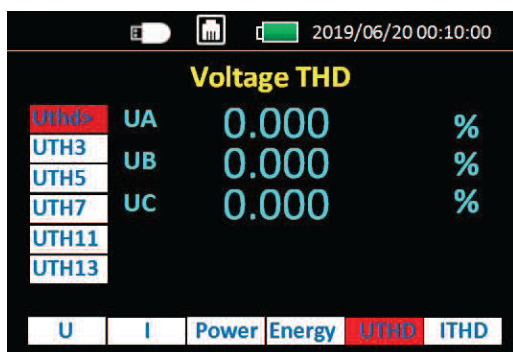 2019/06/20 00:10:00
Voltage THD
Uthd> UA 0.000 %
UTH3
UB 0.000 %
UTH5
UTH7 UC 0.000 %
UTH11
UTH13
U I Power Energy UTHD ITHD